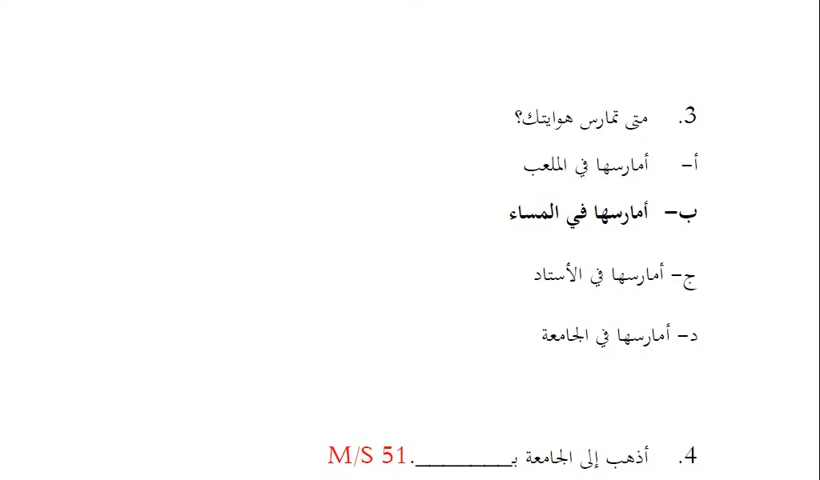 3. متى تمارس هوايتك؟
أ- أمارسها في الملعب
ب- أمارسها في المساء
ج- أمارسها في الأستاد
د- أمارسها في الجامعة
4. أذهب إلى الجامعة بـ________. M/S 51